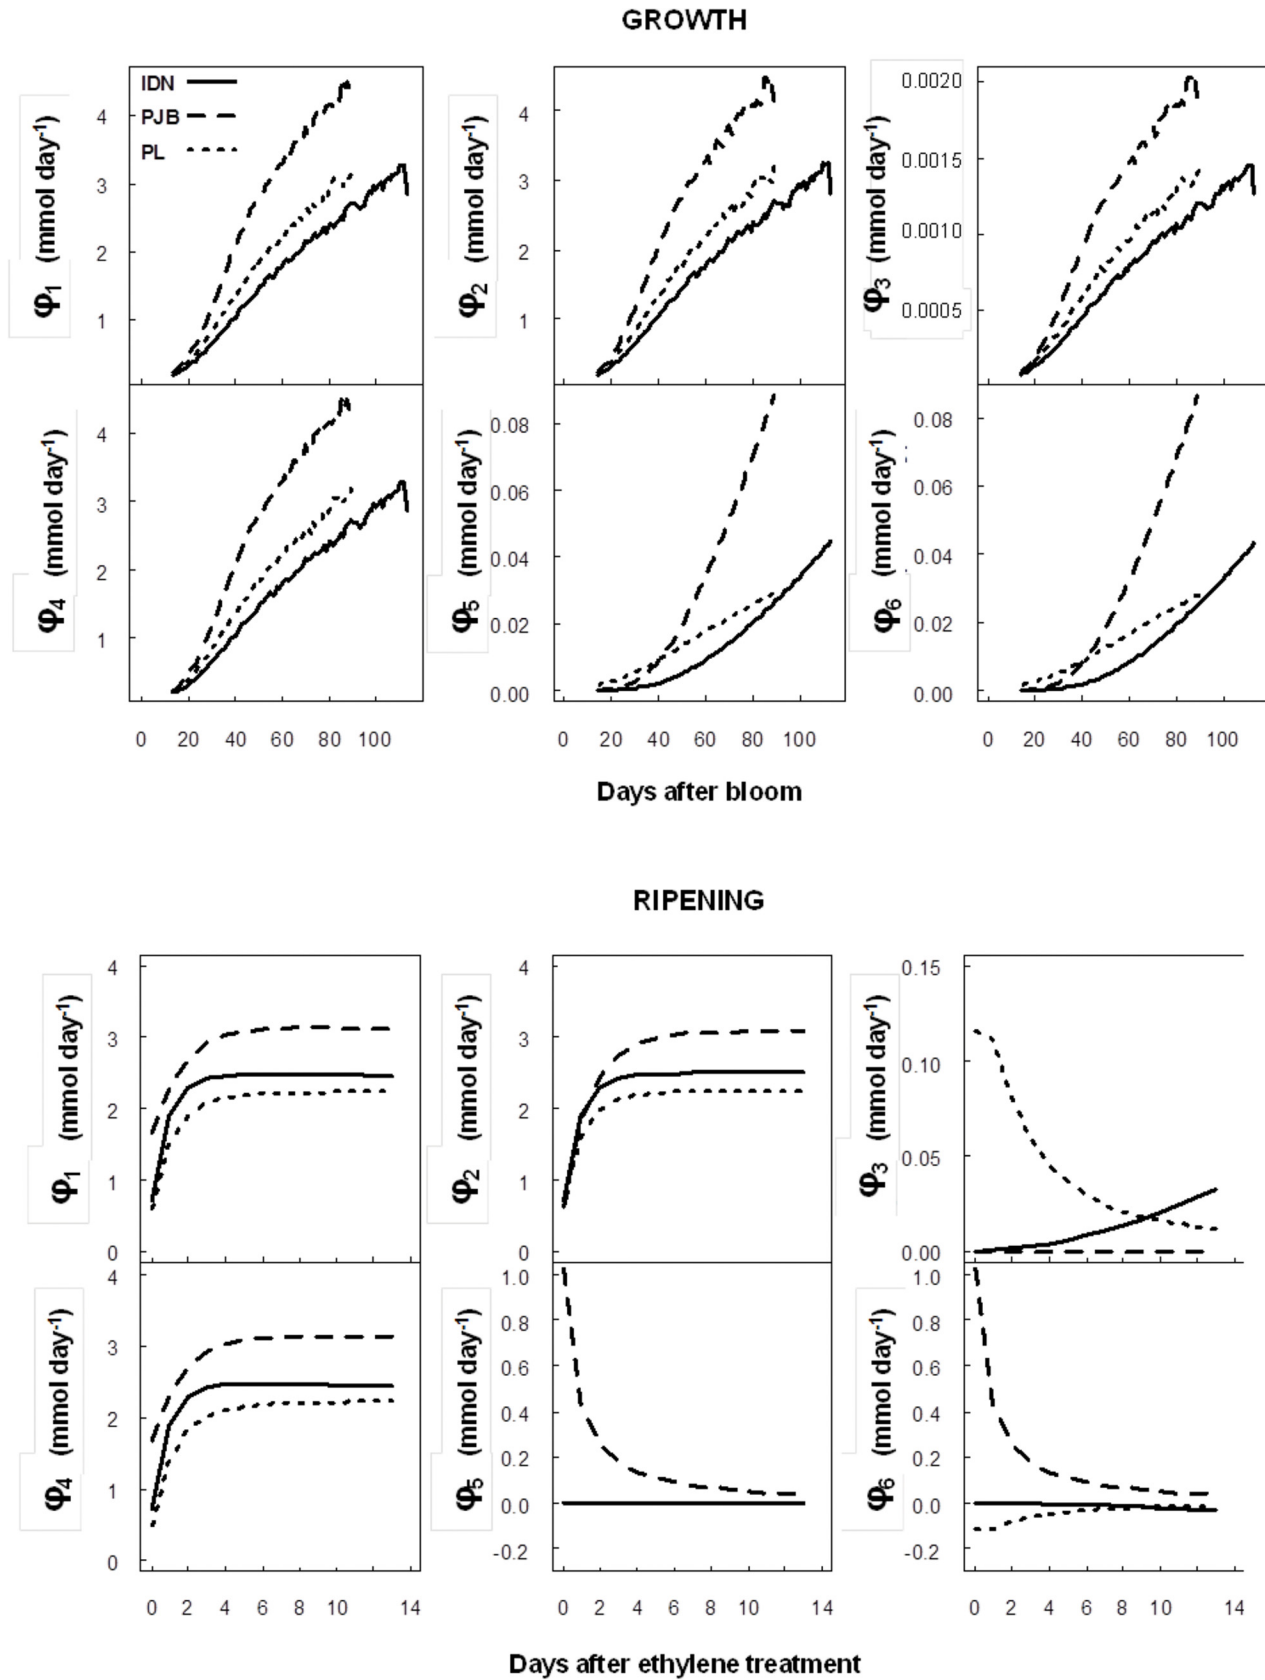 GROWTH
IDN
PJB
PL
φ1 (mmol day-1)
4
3
2
1
φ2 (mmol day-1)
4
3
2
1
φ3 (mmol day-1)
0.0020
0.0015
0.0010
0.0005
φ4 (mmol day-1)
4
3
2
1
φ5 (mmol day-1)
0.08
0.06
0.04
0.02
0.00
φ6 (mmol day-1)
0.08
0.06
0.04
0.02
0.00
0 20 40 60 80 100
0 20 40 60 80 100
0 20 40 60 80 100
Days after bloom
RIPENING
φ1 (mmol day-1)
4
3
2
1
0
φ2 (mmol day-1)
4
3
2
1
0
φ3 (mmol day-1)
0.15
0.10
0.05
0.00
φ4 (mmol day-1)
4
3
2
1
0
φ5 (mmol day-1)
1.0
0.8
0.6
0.4
0.2
0.0
-0.2
φ6 (mmol day-1)
1.0
0.8
0.6
0.4
0.2
0.0
-0.2
0 2 4 6 8 10 14
0 2 4 6 8 10 14
0 2 4 6 8 10 14
Days after ethylene treatment